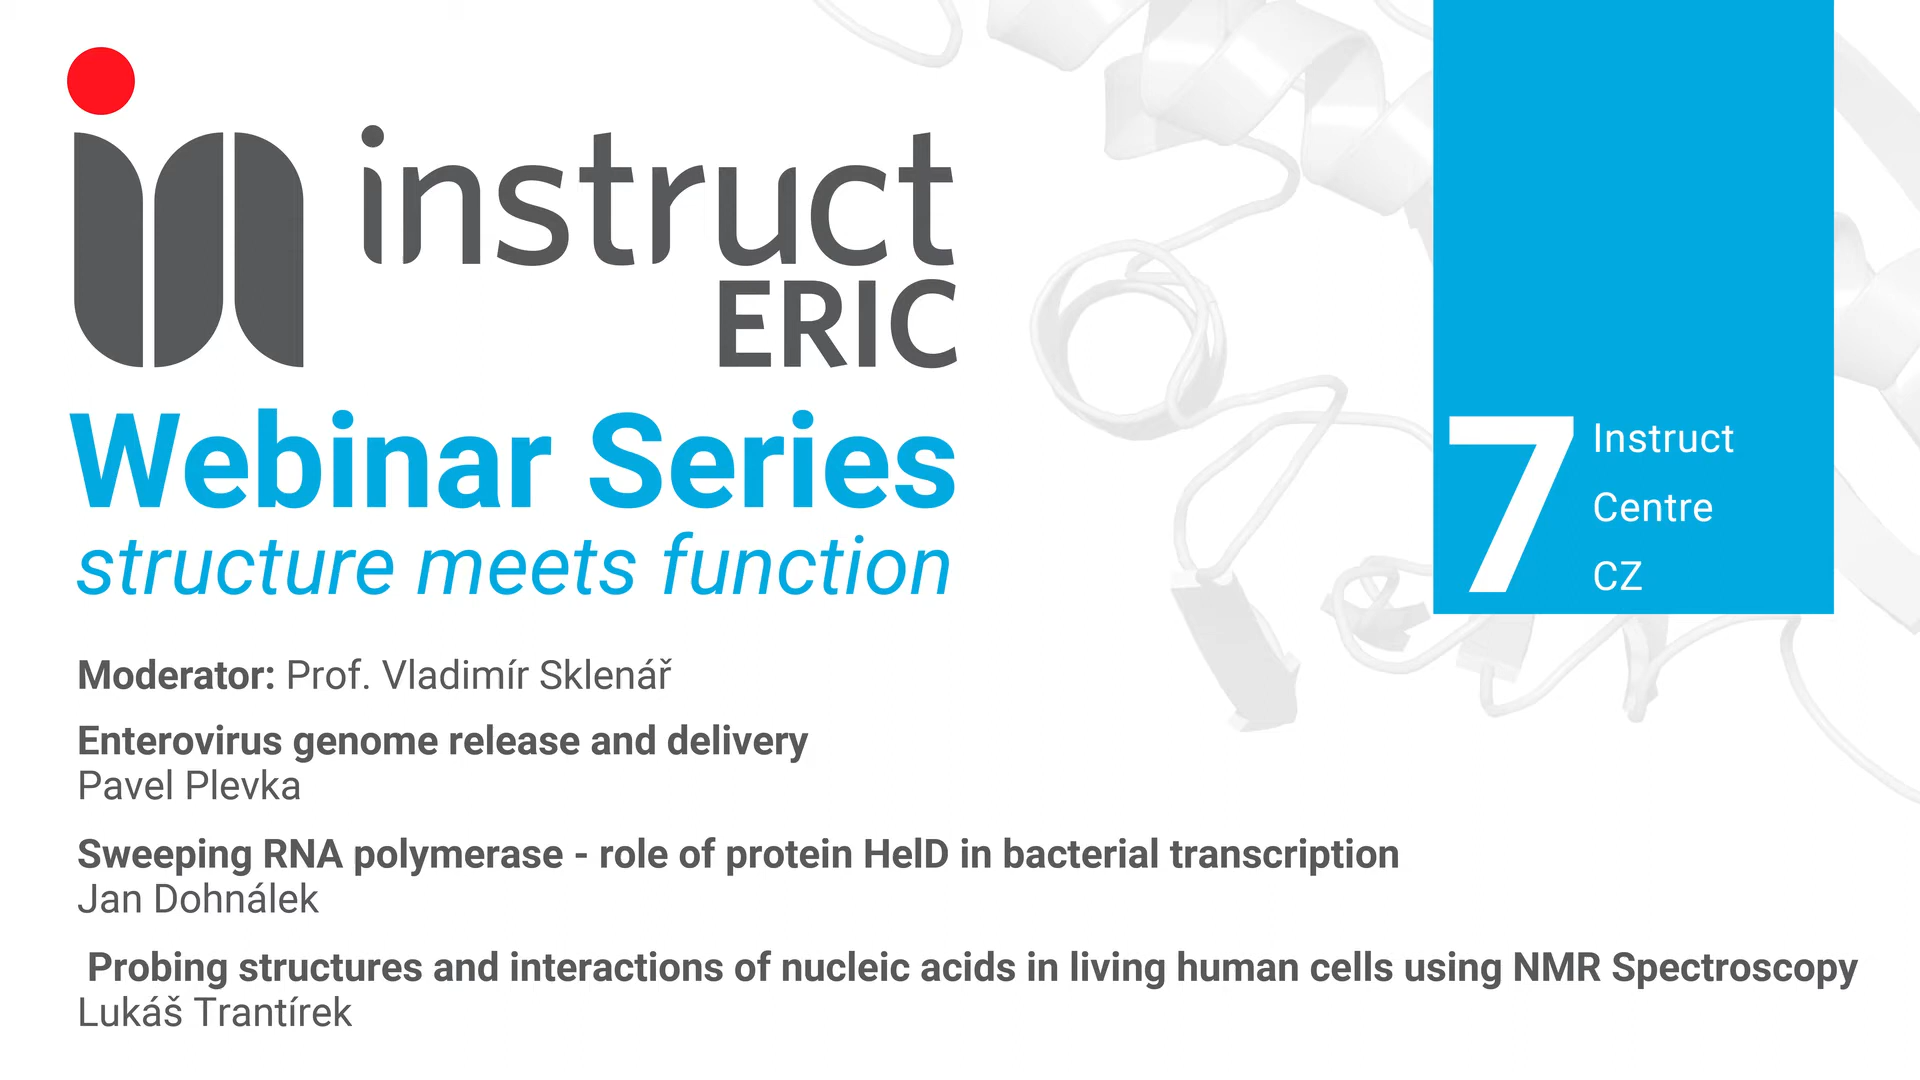 in instruct
ERIC
Webinar Series
structure meets function
7
Instruct
Centre
CZ
Moderator: Prof. Vladimír Sklenář
Enterovirus genome release and delivery
Pavel Plevka
Sweeping RNA polymerase - role of protein HelD in bacterial transcription
Jan Dohnálek
Probing structures and interactions of nucleic acids in living human cells using NMR Spectroscopy
Lukáš Trantírek